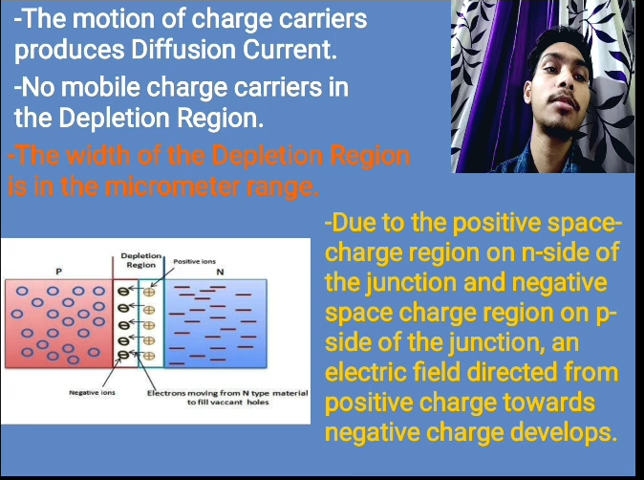 -The motion of charge carriers
produces Diffusion Current.
-No mobile charge carriers in
the Depletion Region.
-The width of the Depletion Region
is in the micrometer range.
-Due to the positive space-
charge region on n-side of
the junction and negative
space charge region on p-
side of the junction, an
electric field directed from
positive charge towards
negative charge develops.
Depletion
Region
Positive ions
P
N
Negative ions
Electrons moving from N type material
to fill vaccant holes